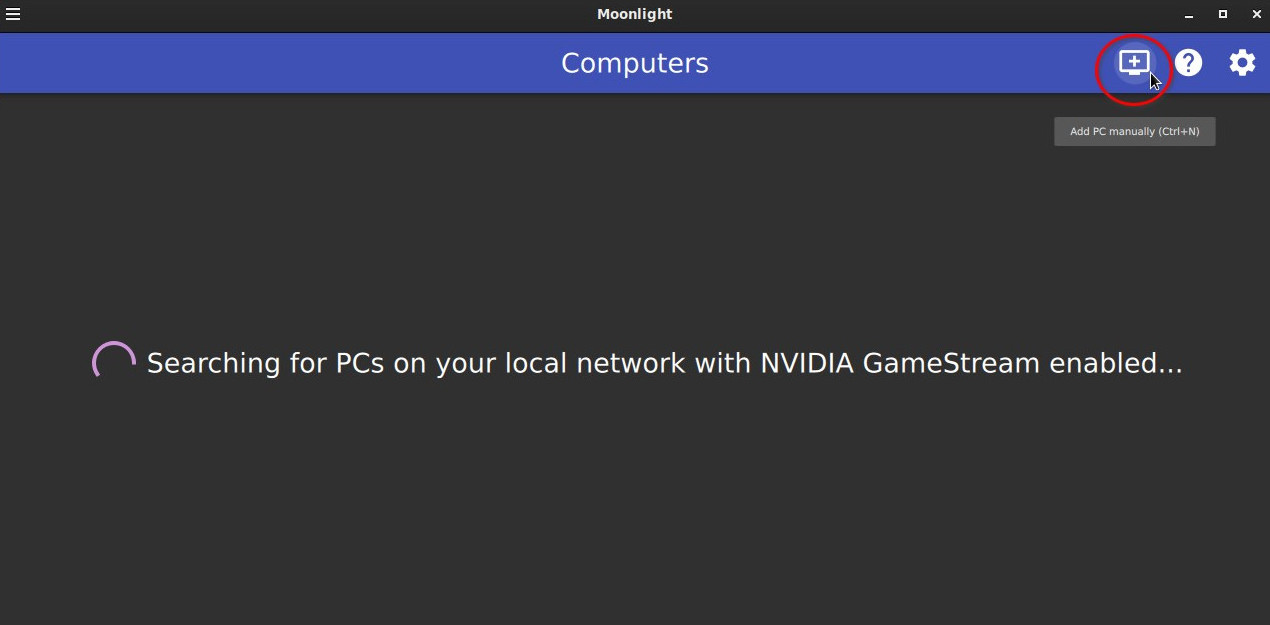 Moonlight
Computers
Add PC manually (Ctrl+N)
Searching for PCs on your local network with NVIDIA GameStream enabled...